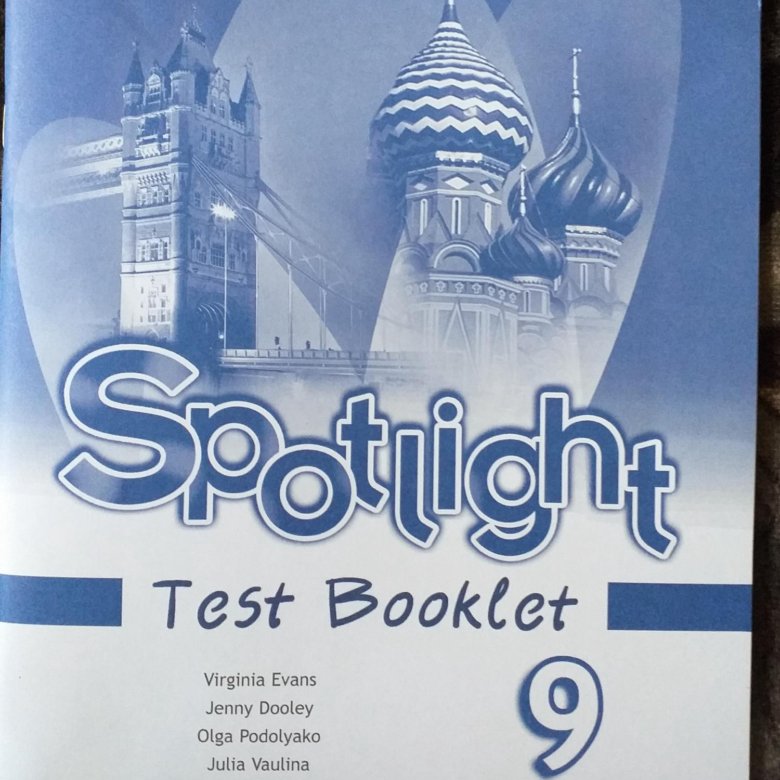 Spotlight
Test Booklet
9
Virginia Evans
Jenny Dooley
Olga Podolyako
Julia Vaulina